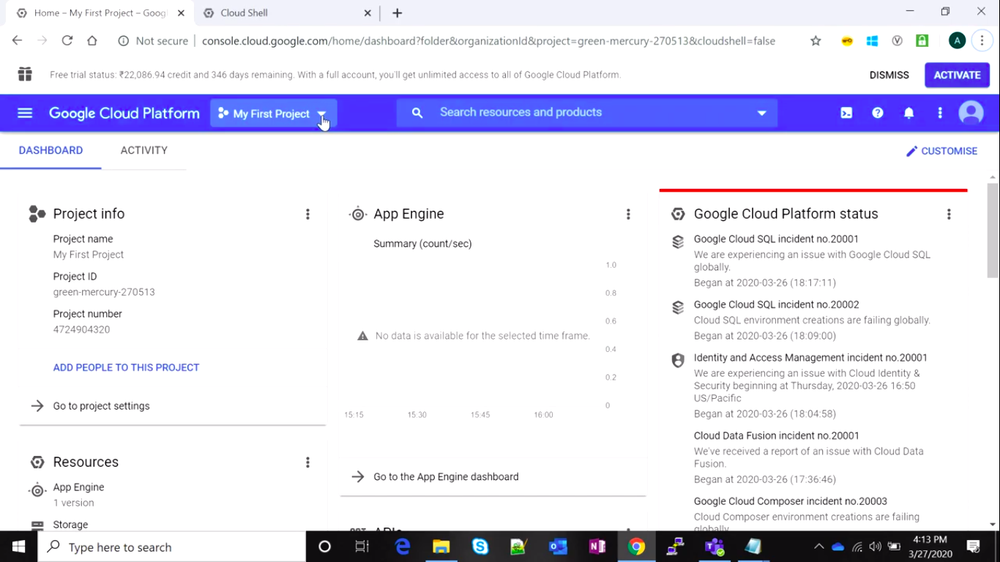 Home – My First Project – Goog
Cloud Shell
Not secure
console.cloud.google.com/home/dashboard?folder&organizationId&project=green-mercury-270513&cloudshell=false
A
Free trial status: ₹22,086.94 credit and 346 days remaining. With a full account, you'll get unlimited access to all of Google Cloud Platform.
DISMISS
ACTIVATE
Google Cloud Platform
My First Project
Search resources and products
DASHBOARD
ACTIVITY
CUSTOMISE
Project info
Project name
My First Project
Project ID
green-mercury-270513
Project number
4724904320
ADD PEOPLE TO THIS PROJECT
Go to project settings
Resources
App Engine
1 version
Storage
App Engine
Summary (count/sec)
1.0
0.8
0.6
No data is available for the selected time frame.
0.4
0.2
0
15:15
15:30
15:45
16:00
Go to the App Engine dashboard
APIs
Google Cloud Platform status
Google Cloud SQL incident no.20001
We are experiencing an issue with Google Cloud SQL
globally.
Began at 2020-03-26 (18:17:11)
Google Cloud SQL incident no.20002
Cloud SQL environment creations are failing globally.
Began at 2020-03-26 (18:09:00)
Identity and Access Management incident no.20001
We are experiencing an issue with Cloud Identity &
Security beginning at Thursday, 2020-03-26 16:50
US/Pacific
Began at 2020-03-26 (18:04:58)
Cloud Data Fusion incident no.20001
We've received a report of an issue with Cloud Data
Fusion.
Began at 2020-03-26 (17:36:46)
Google Cloud Composer incident no.20003
Cloud Composer environment creations are failing
globally
Type here to search
4:13 PM
3/27/2020